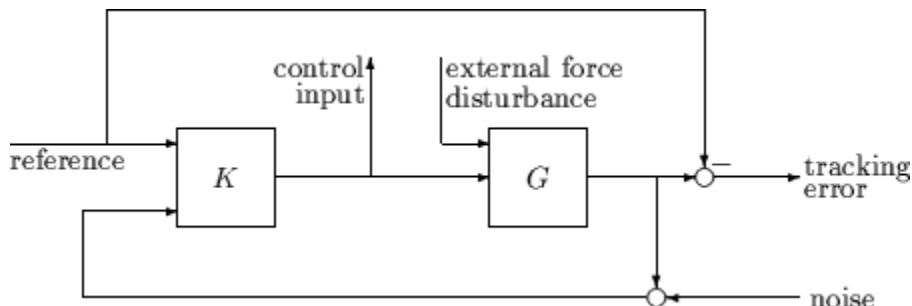 control
input
external force
disturbance
reference
K
G
−
tracking
error
noise